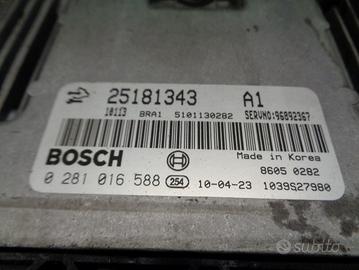 25181343 A1
10113 BRA1 5101130282 SERVNO:96892367
Made in Korea
BOSCH 8605 0282
0 281 016 588 254 10-04-23 1039S27980
subito